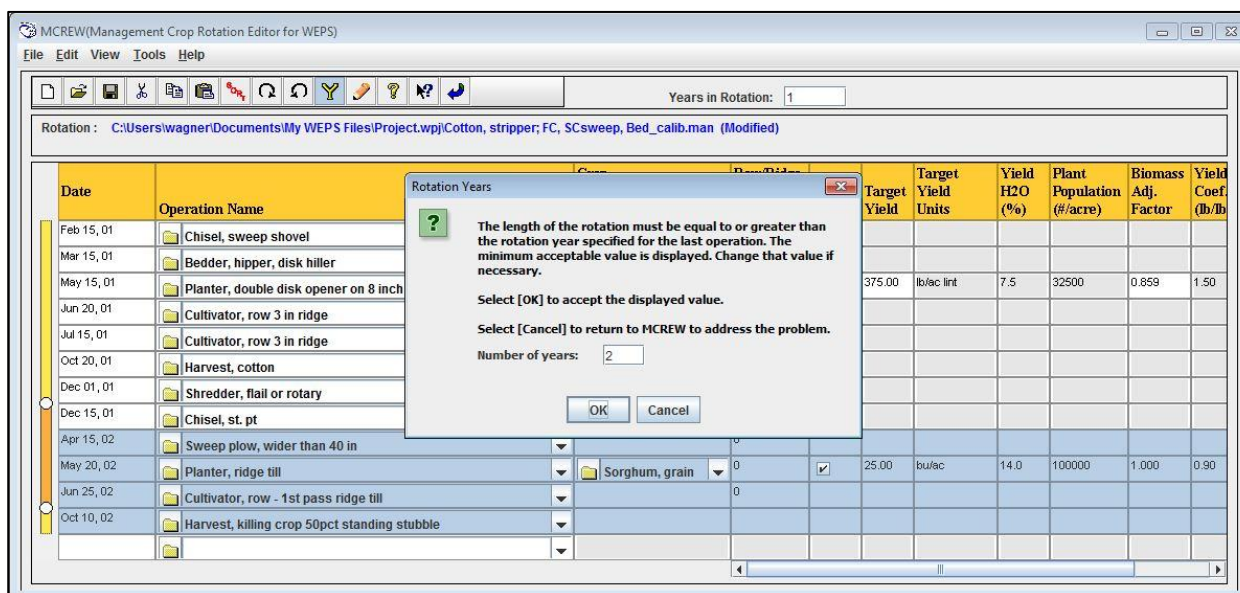 MCREW(Management Crop Rotation Editor for WEPS)
File Edit View Tools Help
Years in Rotation: 1
Rotation : C:\Users\wagner\Documents\My WEPS Files\Project.wpj\Cotton, stripper; FC, SCsweep, Bed_calib.man (Modified)
Date Operation Name Target Yield Target Yield Units Yield H2O (%) Plant Population (#/acre) Biomass Adj. Factor Yield Coef. (lb/lb
Rotation Years
The length of the rotation must be equal to or greater than
the rotation year specified for the last operation. The
minimum acceptable value is displayed. Change that value if
necessary.
Select [OK] to accept the displayed value.
Select [Cancel] to return to MCREW to address the problem.
Number of years: 2
OK Cancel
Feb 15, 01 Chisel, sweep shovel
Mar 15, 01 Bedder, hipper, disk hiller
May 15, 01 Planter, double disk opener on 8 inch 375.00 lb/ac lint 7.5 32500 0.859 1.50
Jun 20, 01 Cultivator, row 3 in ridge
Jul 15, 01 Cultivator, row 3 in ridge
Oct 20, 01 Harvest, cotton
Dec 01, 01 Shredder, flail or rotary
Dec 15, 01 Chisel, st. pt
Apr 15, 02 Sweep plow, wider than 40 in 0
May 20, 02 Planter, ridge till Sorghum, grain 0 25.00 bu/ac 14.0 100000 1.000 0.90
Jun 25, 02 Cultivator, row - 1st pass ridge till 0
Oct 10, 02 Harvest, killing crop 50pct standing stubble